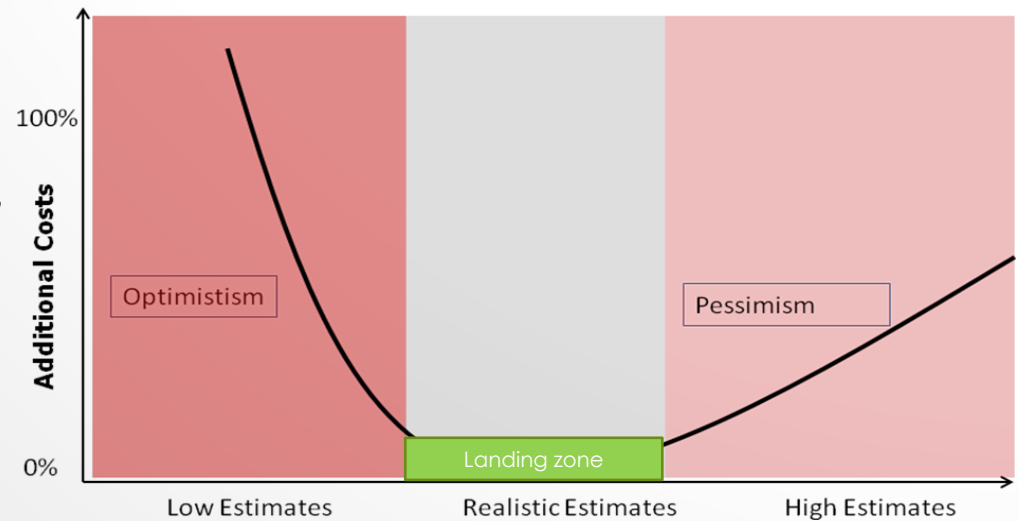 100%
Additional Costs
Optimistism
Pessimism
0%
Landing zone
Low Estimates
Realistic Estimates
High Estimates